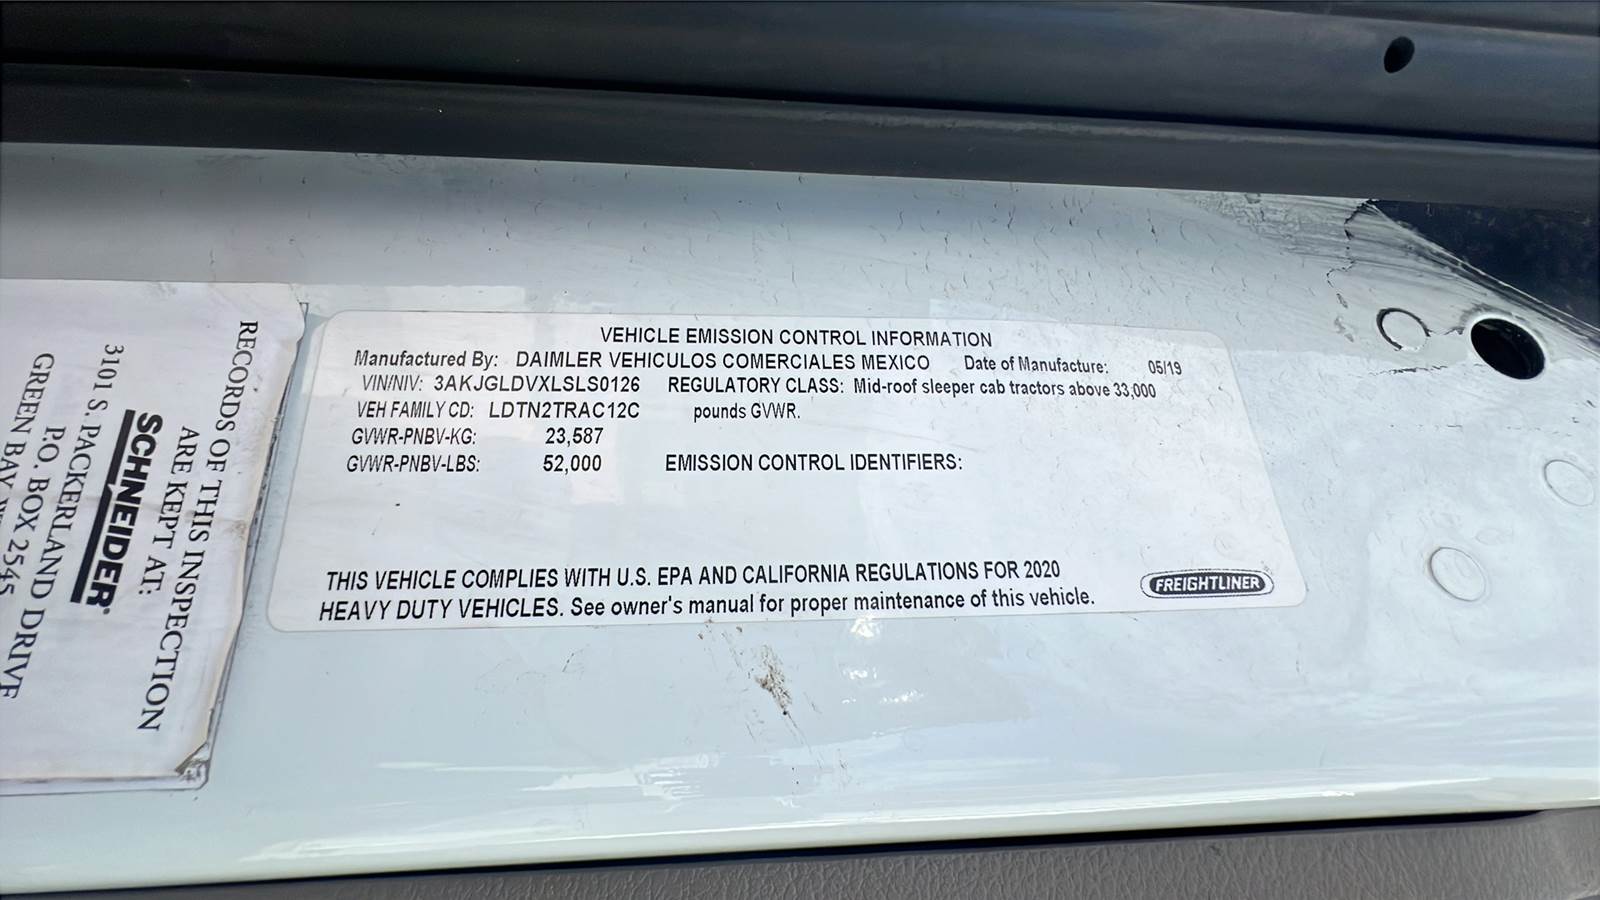 VEHICLE EMISSION CONTROL INFORMATION
Manufactured By: DAIMLER VEHICULOS COMERCIALES MEXICO Date of Manufacture: 05/19
VIN/NIV: 3AKJGLDVXLSLS0126 REGULATORY CLASS: Mid-roof sleeper cab tractors above 33,000
VEH FAMILY CD: LDTN2TRAC12C pounds GVWR.
GVWR-PNBV-KG: 23,587
GVWR-PNBV-LBS: 52,000 EMISSION CONTROL IDENTIFIERS:
THIS VEHICLE COMPLIES WITH U.S. EPA AND CALIFORNIA REGULATIONS FOR 2020
HEAVY DUTY VEHICLES. See owner's manual for proper maintenance of this vehicle.
FREIGHTLINER
RECORDS OF THIS INSPECTION
ARE KEPT AT:
SCHNEIDER
3101 S. PACKERLAND DRIVE
P.O. BOX 2545
GREEN BAY